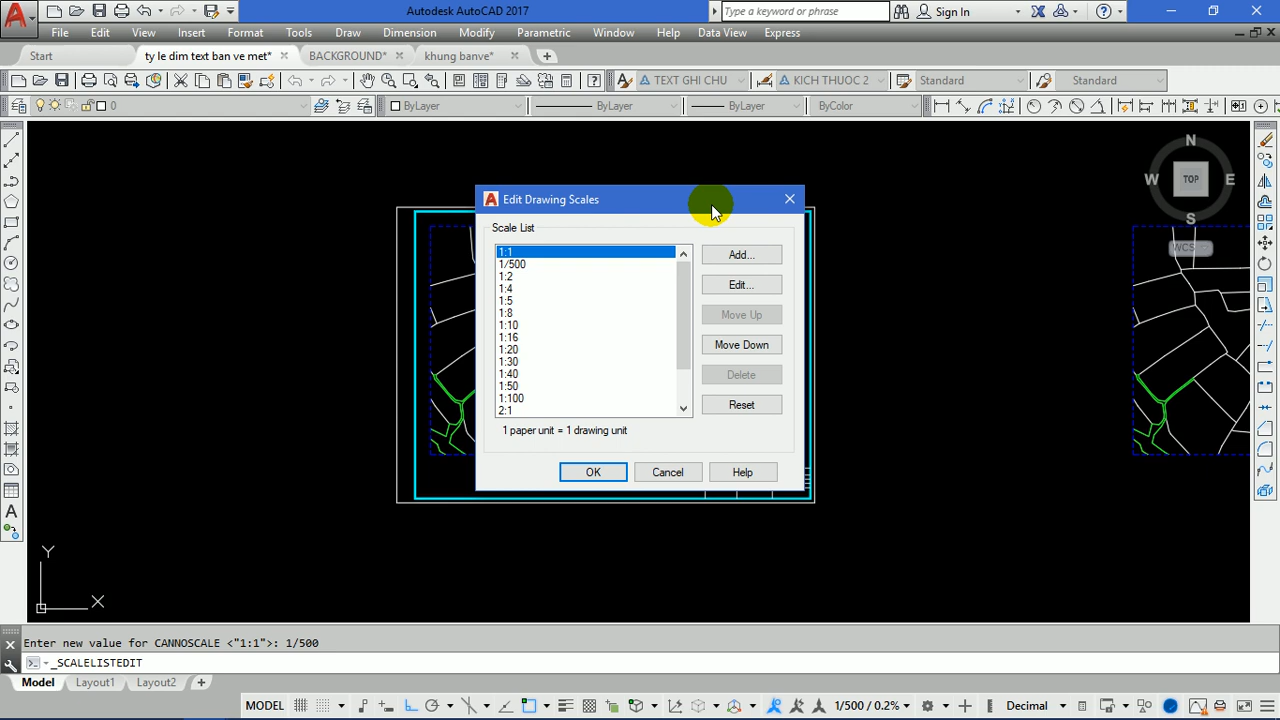 Autodesk AutoCAD 2017
Type a keyword or phrase
Sign In
File Edit View Insert Format Tools Draw Dimension Modify Parametric Window Help Data View Express
Start
ty le dim text ban ve met*
BACKGROUND*
khung banve*
TEXT GHI CHU
KICHTHUOC 2
Standard
Standard
0
ByLayer
ByLayer
ByLayer
ByColor
N
W TOP E
S
WCS
Edit Drawing Scales
Scale List
1:1
1/500
1:2
1:4
1:5
1:8
1:10
1:16
1:20
1:30
1:40
1:50
1:100
2:1
Add...
Edit...
Move Up
Move Down
Delete
Reset
1 paper unit = 1 drawing unit
OK Cancel Help
Y
X
Enter new value for CANNOSCALE <"1:1">: 1/500
_SCALELISTEDIT
Model Layout1 Layout2
MODEL
1/500 / 0.2%
Decimal